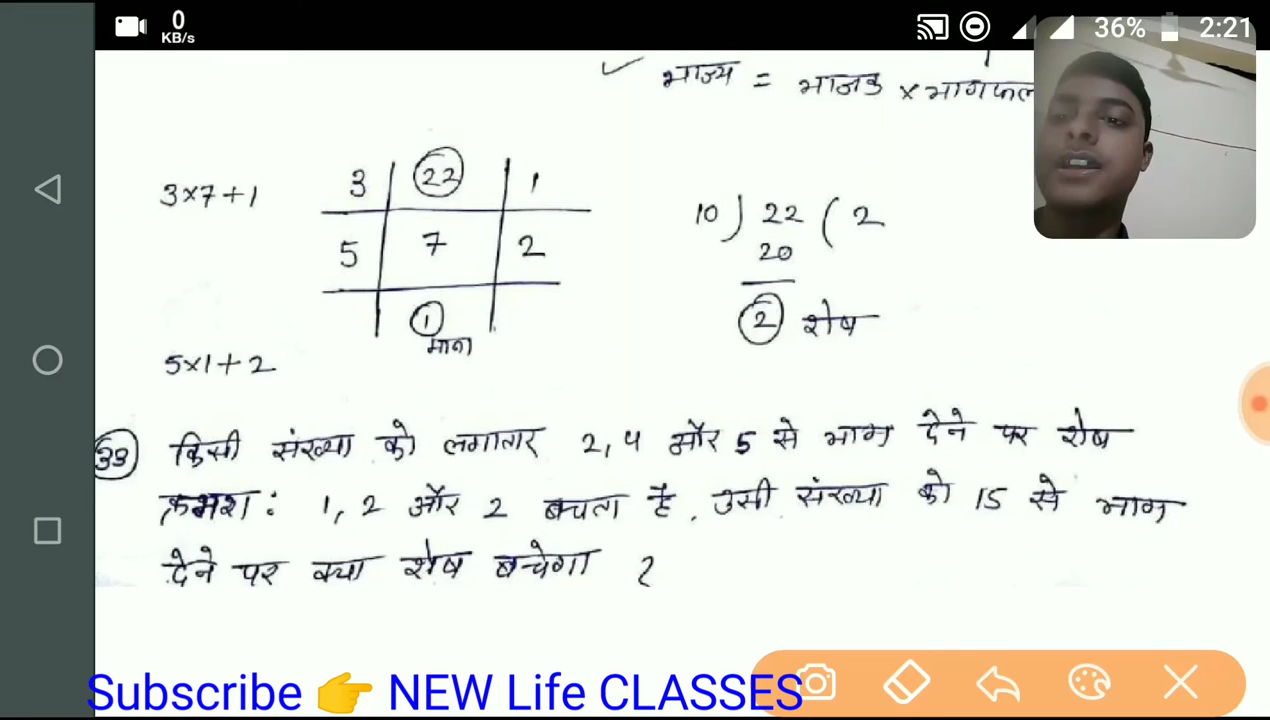 0
KB/s
36% 2:21
✓ भाज्य = भाजक × भागफल
3×7+1
3 22 1
5 7 2
1
माना
5×1+2
10 ) 22 ( 2
20
2 शेष
33 किसी संख्या को लगातार 2, 4 और 5 से भाग देने पर शेष
क्रमशः 1, 2 और 2 बचता है, उसी संख्या को 15 से भाग
देने पर क्या शेष बचेगा ?
Subscribe 👉 NEW Life CLASSES